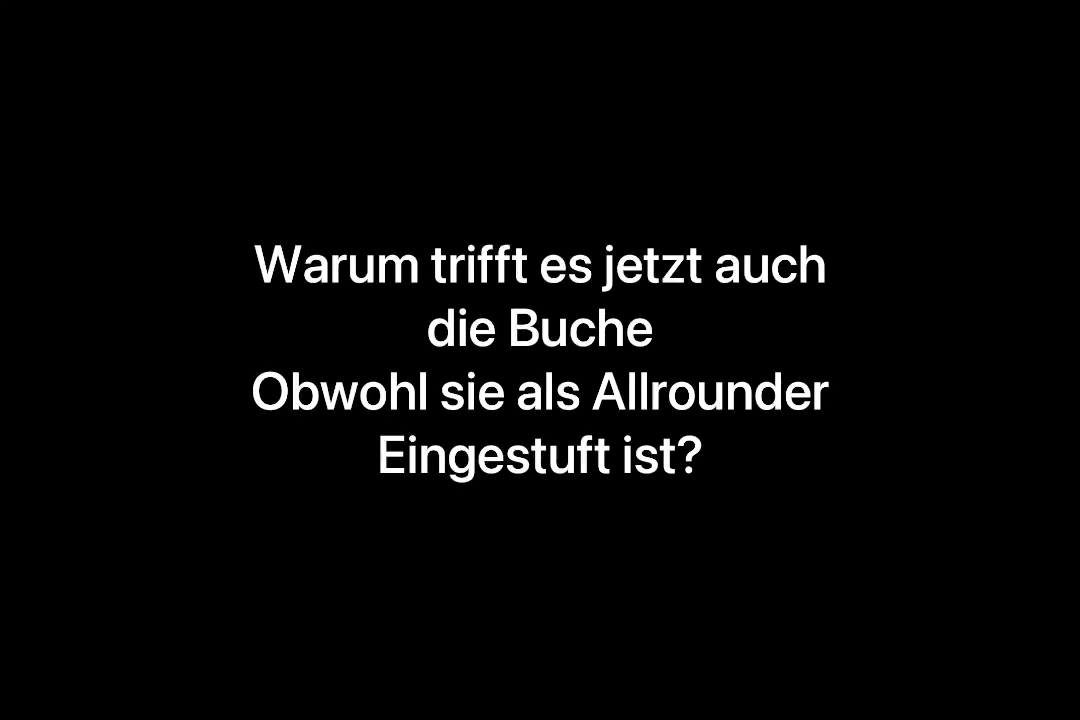 Warum trifft es jetzt auch
die Buche
Obwohl sie als Allrounder
Eingestuft ist?